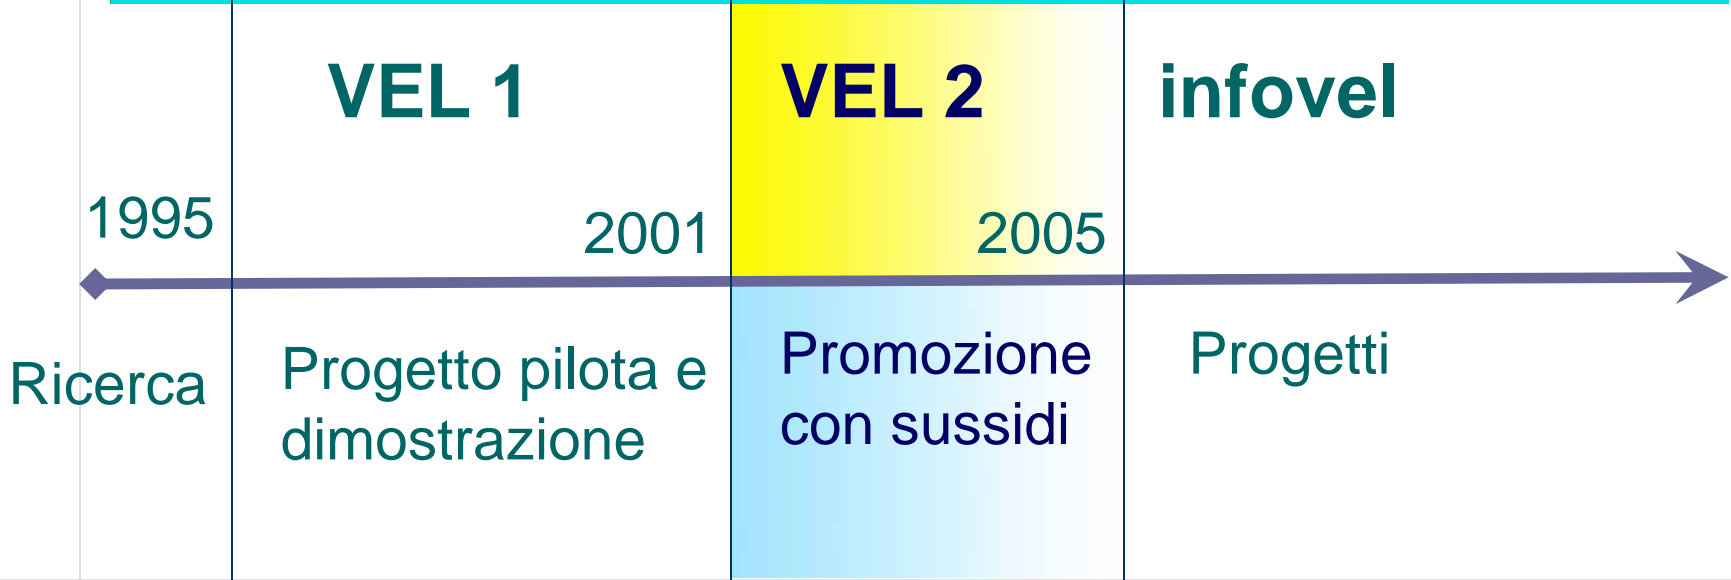 VEL 1
VEL 2
infovel
1995
2001
2005
Ricerca
Progetto pilota e
dimostrazione
Promozione
con sussidi
Progetti